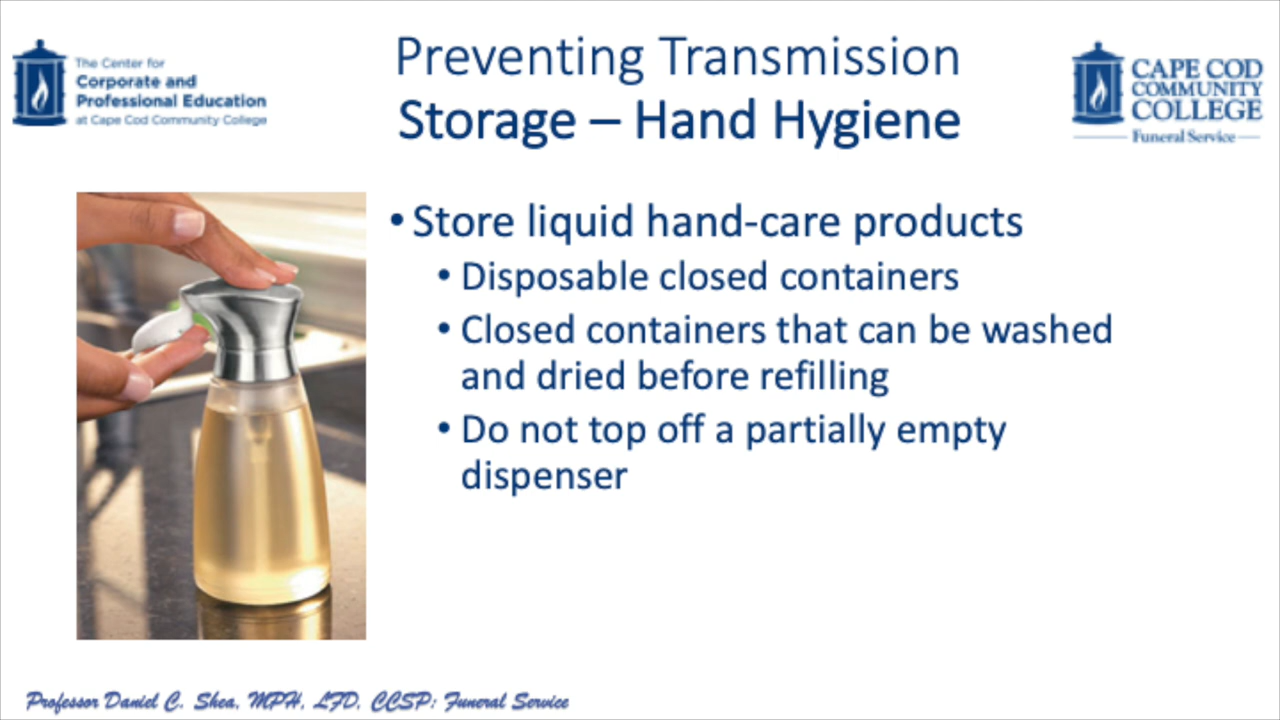 The Center for
Corporate and
Professional Education
at Cape Cod Community College
Preventing Transmission
Storage – Hand Hygiene
CAPE COD
COMMUNITY
COLLEGE
Funeral Service
• Store liquid hand-care products
• Disposable closed containers
• Closed containers that can be washed
and dried before refilling
• Do not top off a partially empty
dispenser
Professor Daniel C. Shea, MPH, LFD, CCSP: Funeral Service